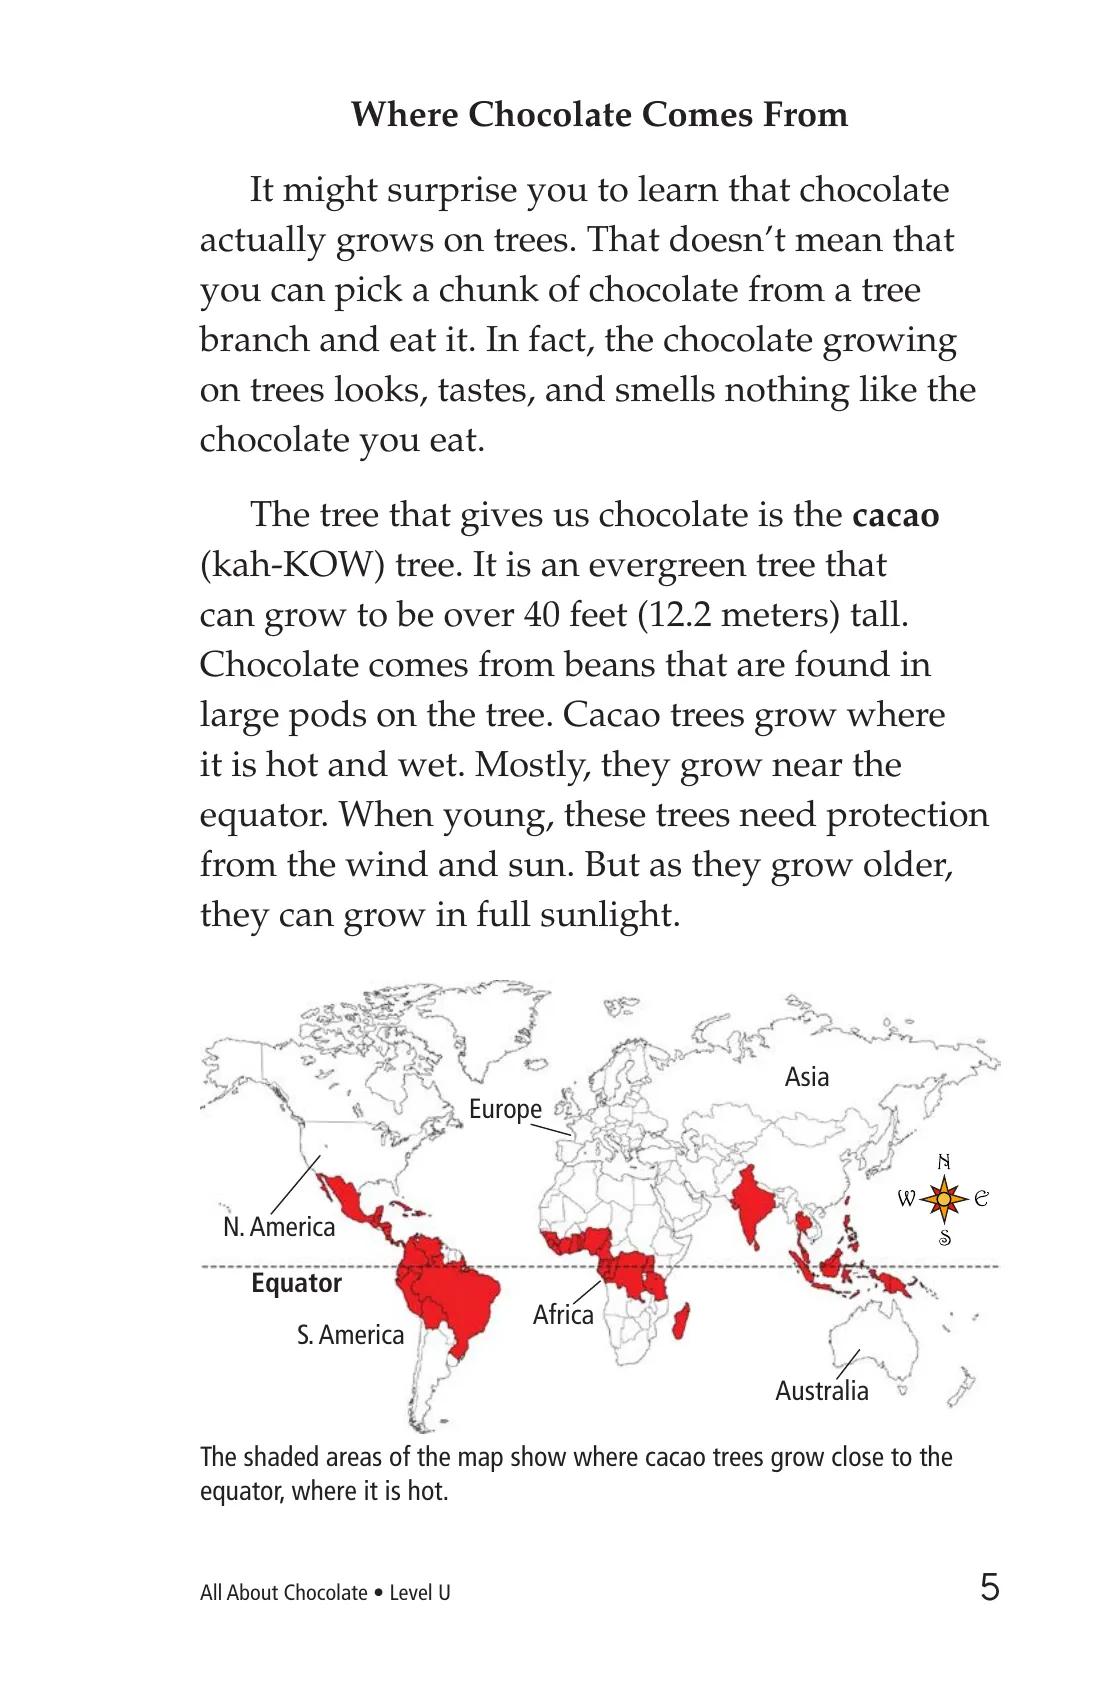 Where Chocolate Comes From
It might surprise you to learn that chocolate
actually grows on trees. That doesn’t mean that
you can pick a chunk of chocolate from a tree
branch and eat it. In fact, the chocolate growing
on trees looks, tastes, and smells nothing like the
chocolate you eat.
The tree that gives us chocolate is the cacao
(kah-KOW) tree. It is an evergreen tree that
can grow to be over 40 feet (12.2 meters) tall.
Chocolate comes from beans that are found in
large pods on the tree. Cacao trees grow where
it is hot and wet. Mostly, they grow near the
equator. When young, these trees need protection
from the wind and sun. But as they grow older,
they can grow in full sunlight.
Asia
Europe
N
W E
S
N. America
Equator
Africa
S. America
Australia
The shaded areas of the map show where cacao trees grow close to the
equator, where it is hot.
All About Chocolate • Level U 5